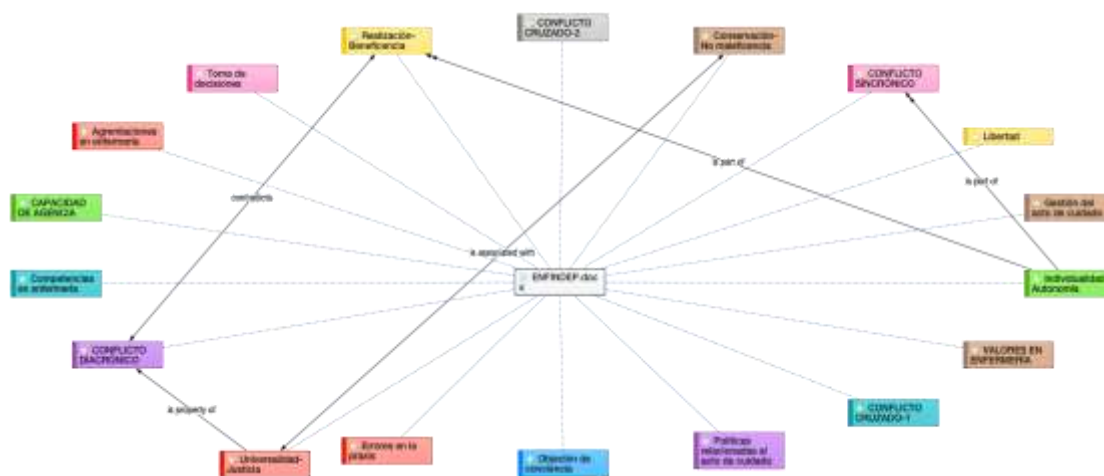 CONFLICTO
CRUZADO-2
Realización-
Beneficencia
Conservación-
No maleficencia
Toma de
decisiones
CONFLICTO
SINCRÓNICO
Agremiaciones
en enfermería
Libertad
is part of
is part of
contradicts
CAPACIDAD
DE AGENIZA
Gestión del
acto de cuidado
is associated with
Competencias
en enfermería
ENFINDEP.doc
x
Individualidad-
Autonomía
CONFLICTO
DIACRÓNICO
VALORES EN
ENFERMERÍA
is property of
CONFLICTO
CRUZADO-1
Universalidad-
Justicia
Errores en la
praxis
Objeción de
conciencia
Políticas
relacionadas al
acto de cuidado